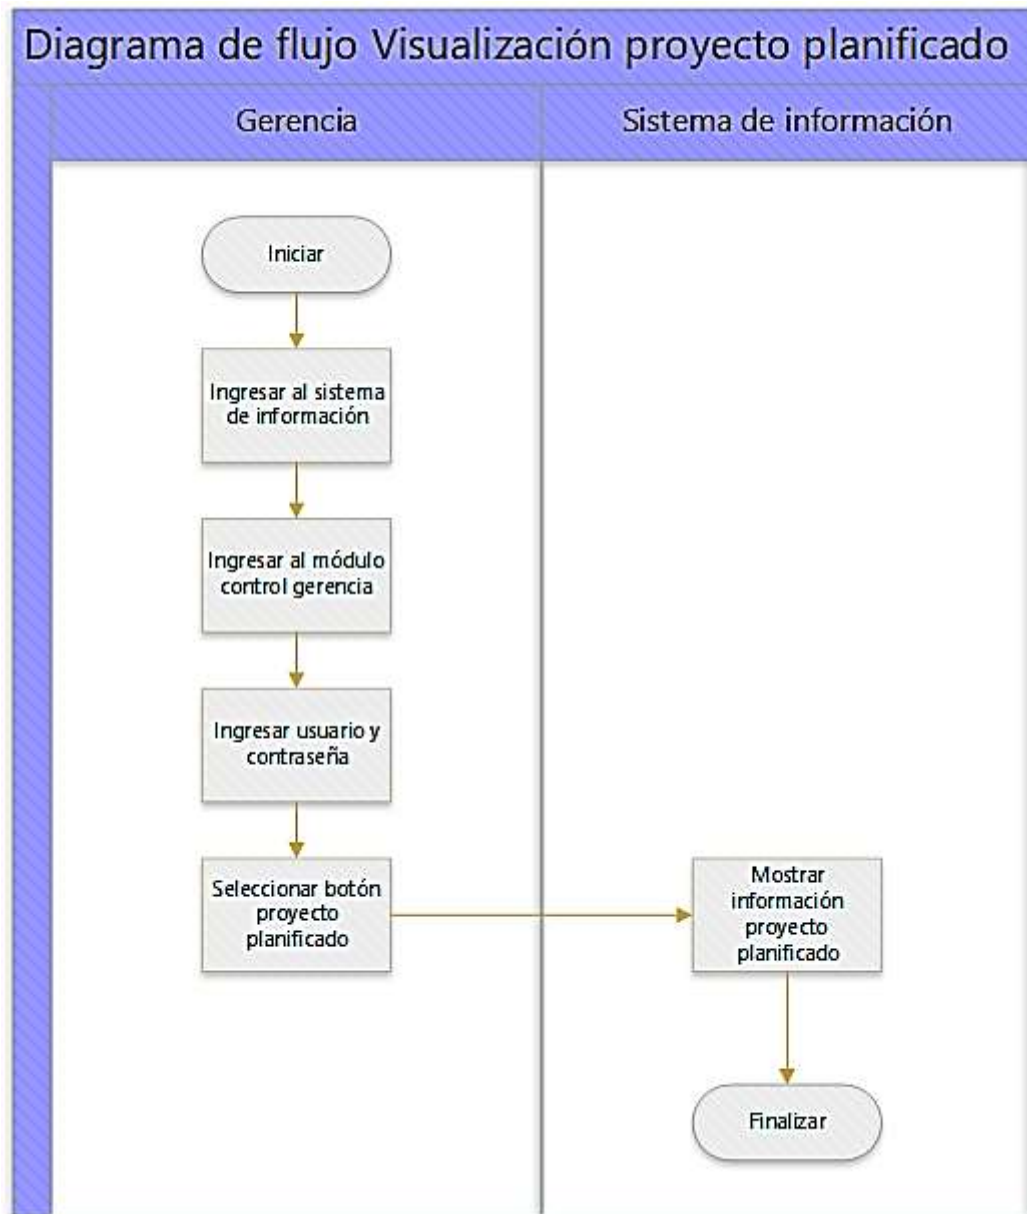 Diagrama de flujo Visualización proyecto planificado
Gerencia
Sistema de información
Iniciar
Ingresar al sistema
de información
Ingresar al módulo
control gerencia
Ingresar usuario y
contraseña
Seleccionar botón
proyecto
planificado
Mostrar
información
proyecto
planificado
Finalizar